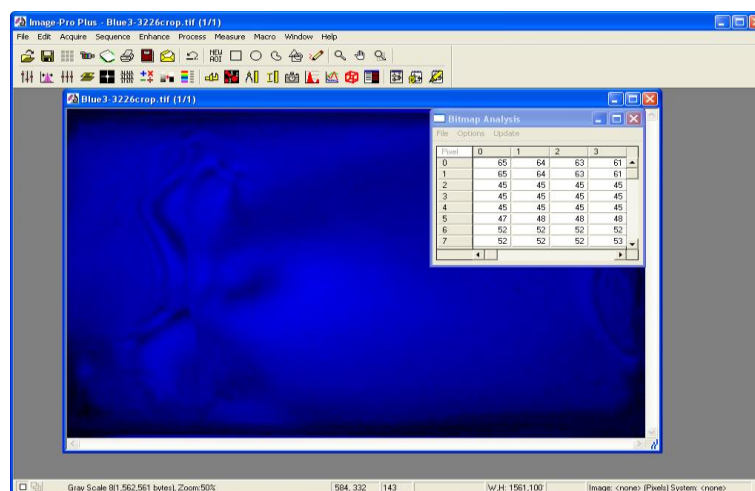 Image-Pro Plus - Blue3-3226crop.tif (1/1)
File Edit Acquire Sequence Enhance Process Measure Macro Window Help
NEW
AOI
Blue3-3226crop.tif (1/1)
Bitmap Analysis
File Options Update
Pixel 0 1 2 3
0 65 64 63 61
1 65 64 63 61
2 45 45 45 45
3 45 45 45 45
4 45 45 45 45
5 47 48 48 48
6 52 52 52 52
7 52 52 52 53
Gray Scale 8(1,562,561 bytes), Zoom:50% 584, 332 143 W,H: 1561,100 Image: <none> (Pixels) System: <none>